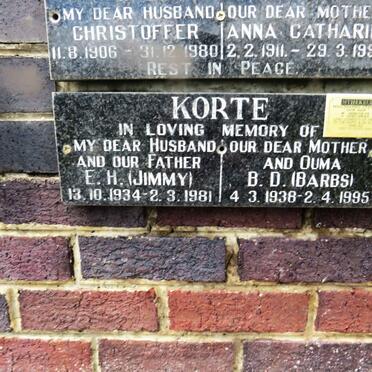 MY DEAR HUSBAND OUR DEAR MOTHE
CHRISTOFFER ANNA CATHARI
11.8.1906 - 31.12.1980 2.2.1911. - 29.3.199
REST IN PEACE.
KORTE
IN LOVING MEMORY OF
MY DEAR HUSBAND OUR DEAR MOTHER
AND OUR FATHER AND OUMA
E. H. (JIMMY) B. D. (BARBS)
13.10.1934-2.3.1981 4.3.1938-2.4.1995